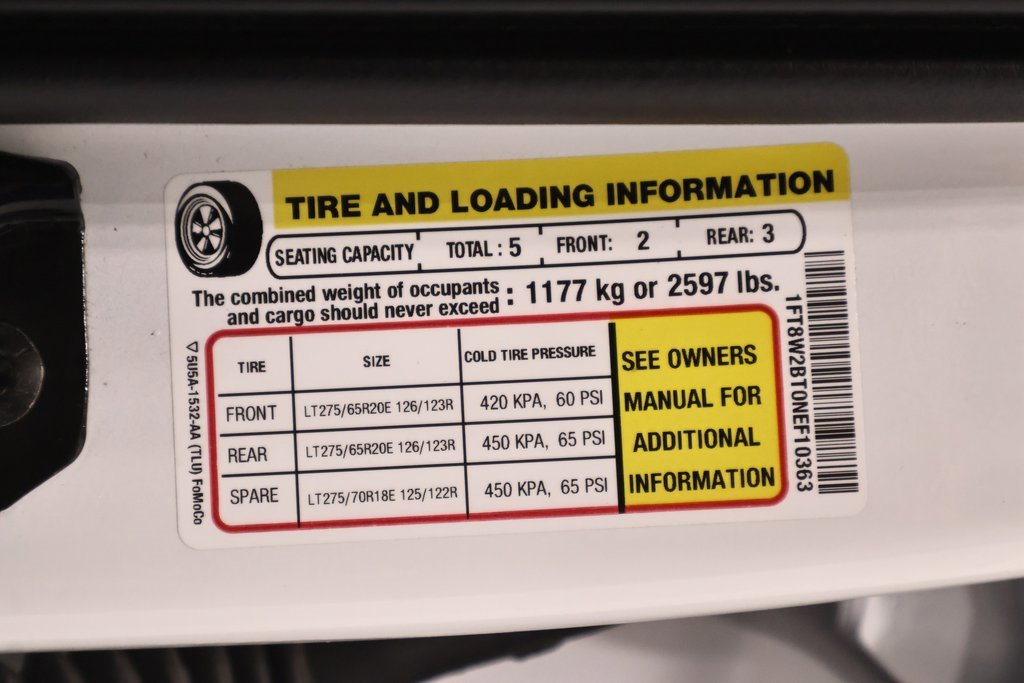 TIRE AND LOADING INFORMATION
SEATING CAPACITY TOTAL : 5 FRONT: 2 REAR: 3
The combined weight of occupants
and cargo should never exceed : 1177 kg or 2597 lbs.
TIRE SIZE COLD TIRE PRESSURE
FRONT LT275/65R20E 126/123R 420 KPA, 60 PSI
REAR LT275/65R20E 126/123R 450 KPA, 65 PSI
SPARE LT275/70R18E 125/122R 450 KPA, 65 PSI
SEE OWNERS
MANUAL FOR
ADDITIONAL
INFORMATION
5U5A-1532-AA (TLU) FoMoCo
1FT8W2BT0NEF10363